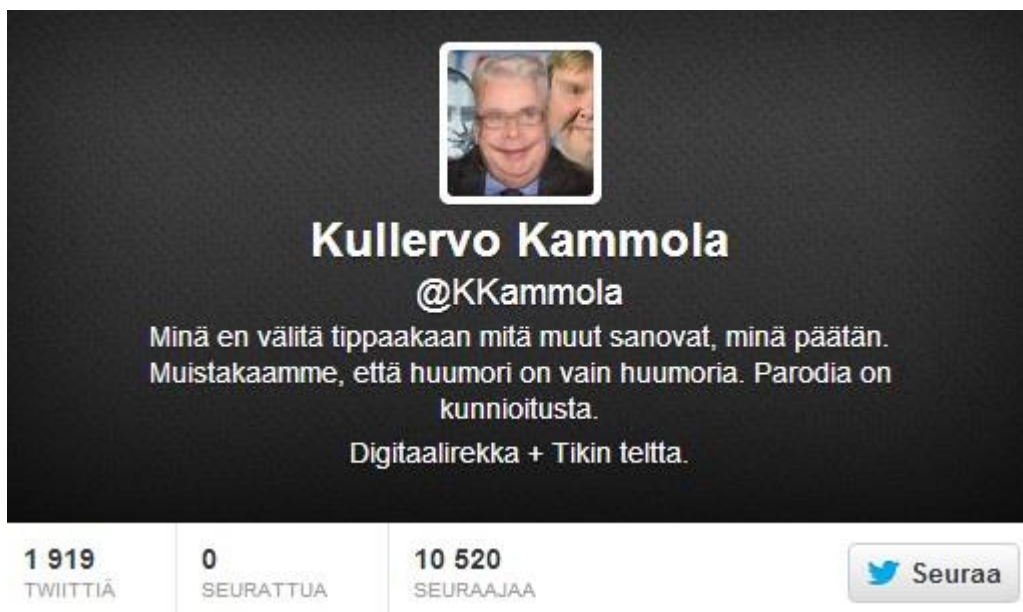 Kullervo Kammola
@KKammola
Minä en välitä tippaakaan mitä muut sanovat, minä päätän.
Muistakaamme, että huumori on vain huumoria. Parodia on
kunnioitusta.
Digitaalirekka + Tikin teltta.
1 919 0 10 520
TWIITTIÄ SEURATTUA SEURAAJAA
Seuraa